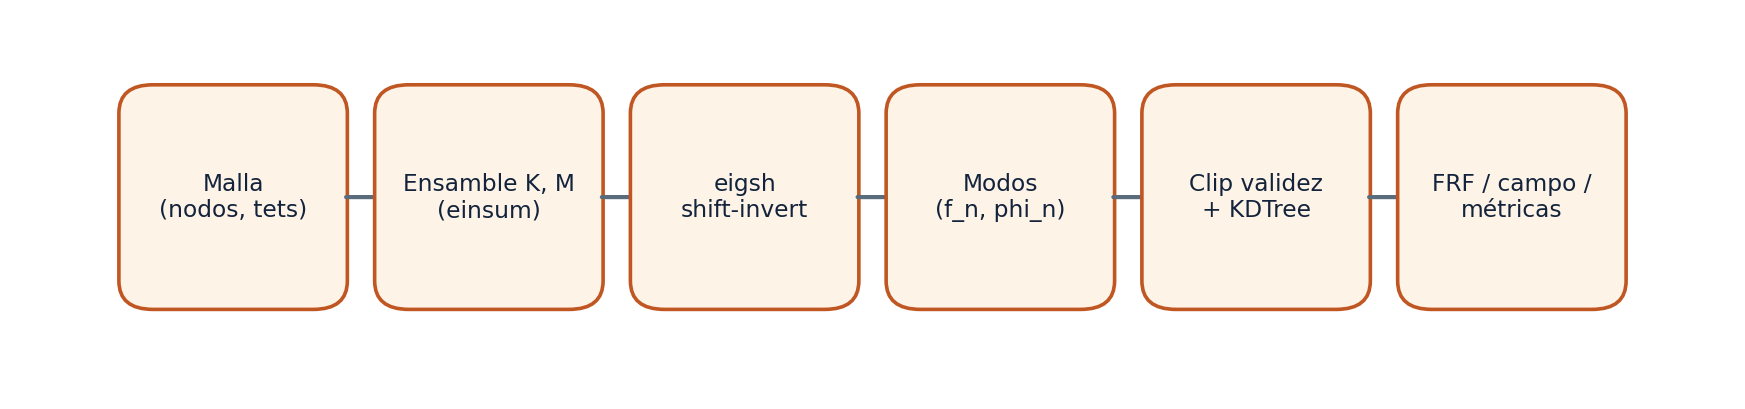 Malla
(nodos, tets)
Ensamble K, M
(einsum)
eigsh
shift-invert
Modos
(f_n, phi_n)
Clip validez
+ KDTree
FRF / campo /
métricas